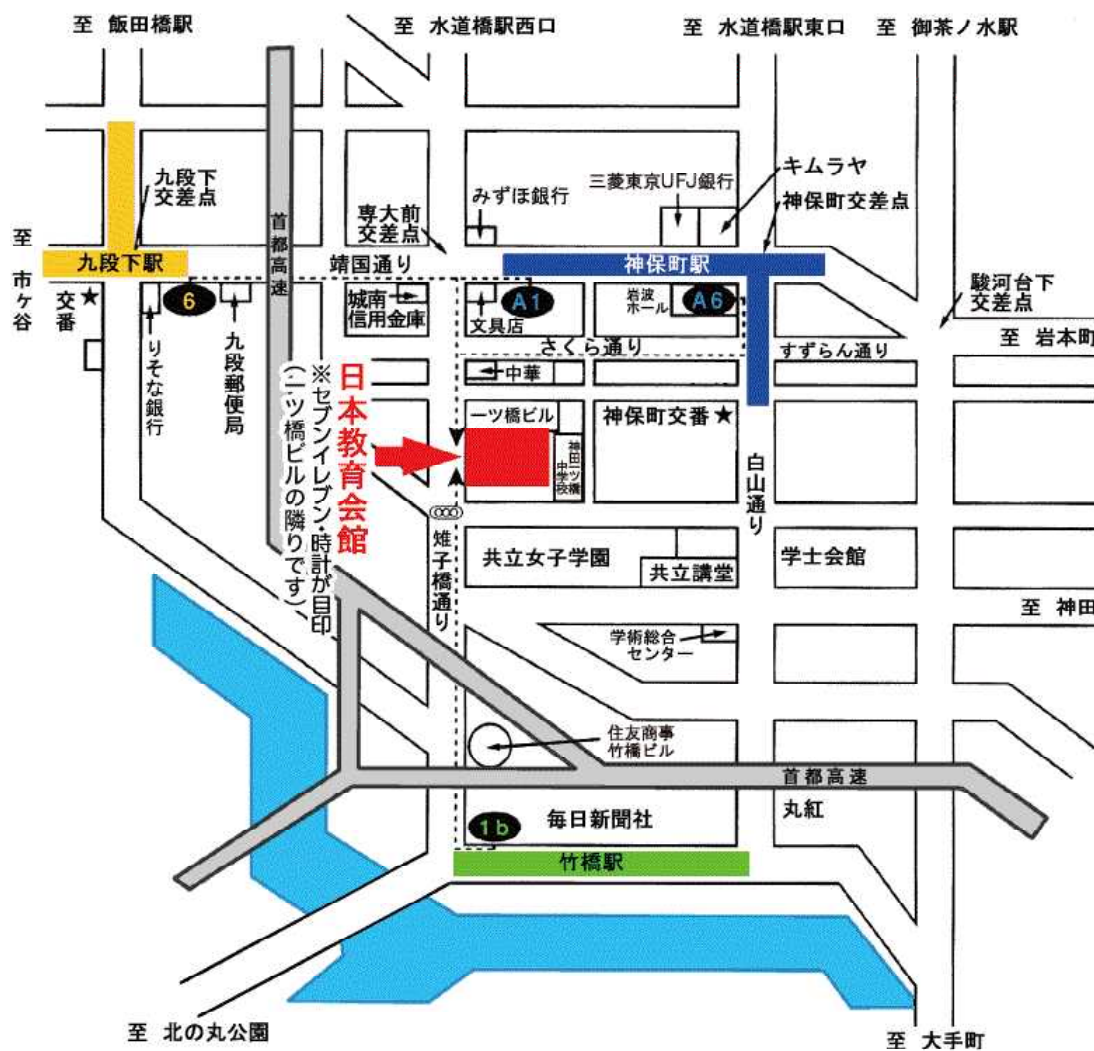 至 飯田橋駅
至 水道橋駅西口
至 水道橋駅東口
至 御茶ノ水駅
九段下
交差点
首都高速
専大前
交差点
みずほ銀行
三菱東京UFJ銀行
キムラヤ
神保町交差点
至 市ヶ谷
九段下駅
靖国通り
神保町駅
交番★
6
城南
信用金庫
文具店
A1
岩波
ホール
A6
駿河台下
交差点
りそな銀行
九段郵便局
さくら通り
すずらん通り
至 岩本町
中華
日本教育会館
※セブンイレブン・時計が目印
(一ツ橋ビルの隣りです)
一ツ橋ビル
神田一ツ橋
中学校
神保町交番★
白山通り
雉子橋通り
共立女子学園
共立講堂
学士会館
至 神田
学術総合
センター
住友商事
竹橋ビル
首都高速
1b
毎日新聞社
丸紅
竹橋駅
至 北の丸公園
至 大手町